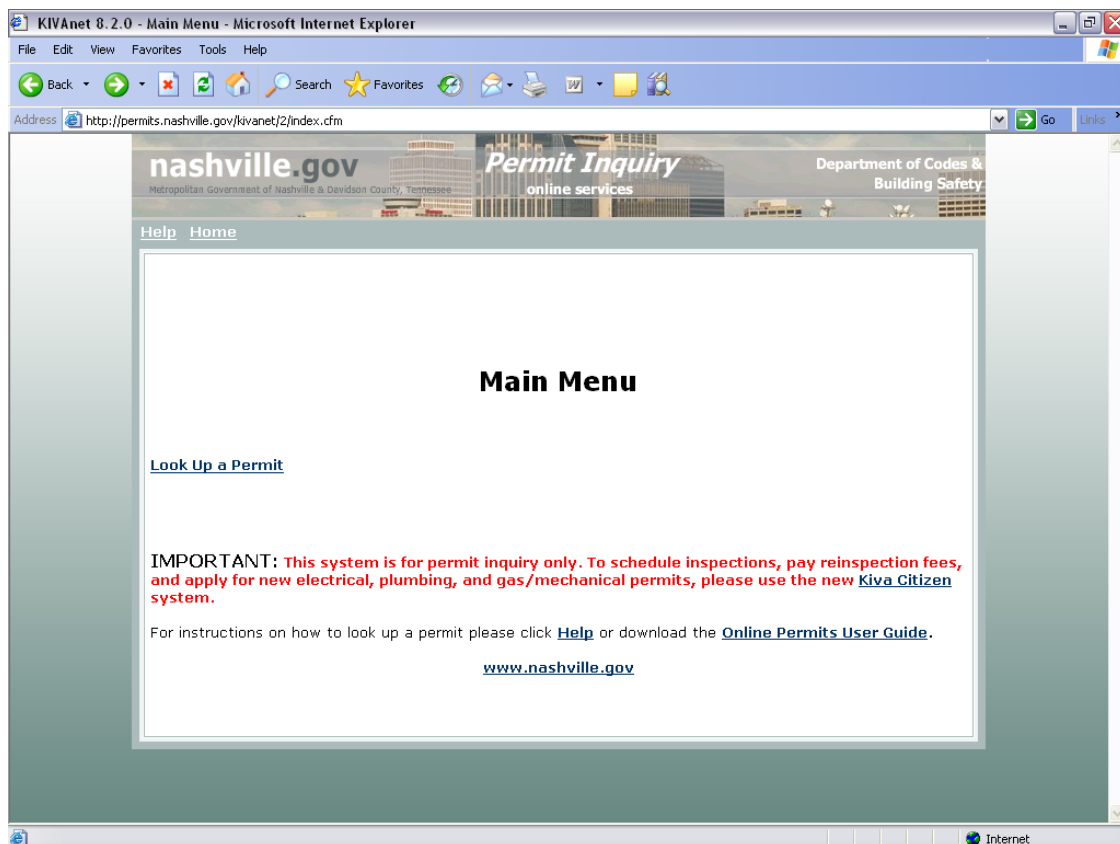 KIVAnet 8.2.0 - Main Menu - Microsoft Internet Explorer
File Edit View Favorites Tools Help
Back Search Favorites
Address http://permits.nashville.gov/kivanet/2/index.cfm Go Links
nashville.gov
Metropolitan Government of Nashville & Davidson County, Tennessee
Permit Inquiry
online services
Department of Codes &
Building Safety
Help Home
Main Menu
Look Up a Permit
IMPORTANT: This system is for permit inquiry only. To schedule inspections, pay reinspection fees,
and apply for new electrical, plumbing, and gas/mechanical permits, please use the new Kiva Citizen
system.
For instructions on how to look up a permit please click Help or download the Online Permits User Guide.
www.nashville.gov
Internet